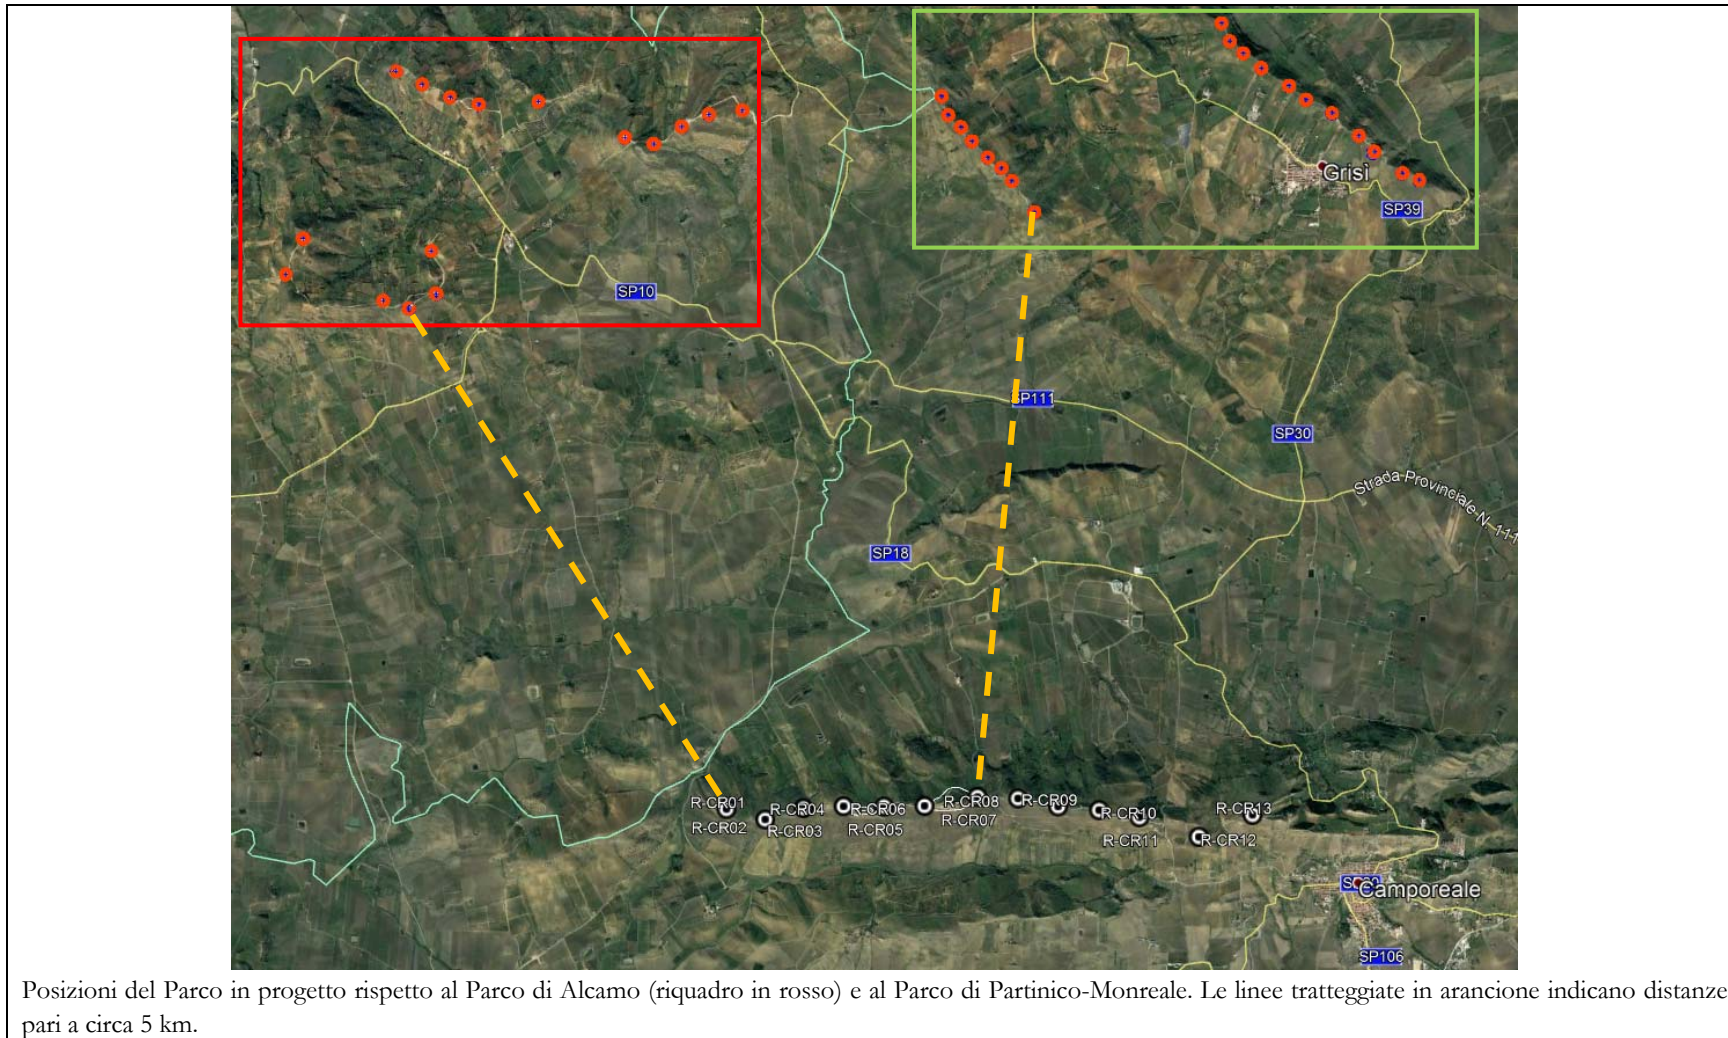 Grisì
SP39
SP10
SP111
SP30
Strada Provinciale N. 111
SP18
R-CR01
R-CR02
R-CR03
R-CR04
R-CR05
R-CR06
R-CR07
R-CR08
R-CR09
R-CR10
R-CR11
R-CR12
R-CR13
Camporeale
SP106
Posizioni del Parco in progetto rispetto al Parco di Alcamo (riquadro in rosso) e al Parco di Partinico-Monreale. Le linee tratteggiate in arancione indicano distanze
pari a circa 5 km.